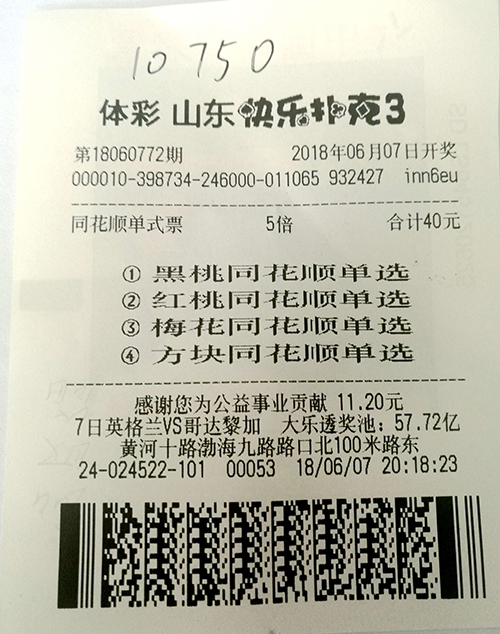 10750
体彩 山东 快乐扑克3
第18060772期 2018年06月07日开奖
000010-398734-246000-011065 932427 inn6eu
同花顺单式票 5倍 合计40元
① 黑桃同花顺单选
② 红桃同花顺单选
③ 梅花同花顺单选
④ 方块同花顺单选
感谢您为公益事业贡献 11.20元
7日英格兰VS哥达黎加 大乐透奖池：57.72亿
黄河十路渤海九路路口北100米路东
24-024522-101 00053 18/06/07 20:18:23